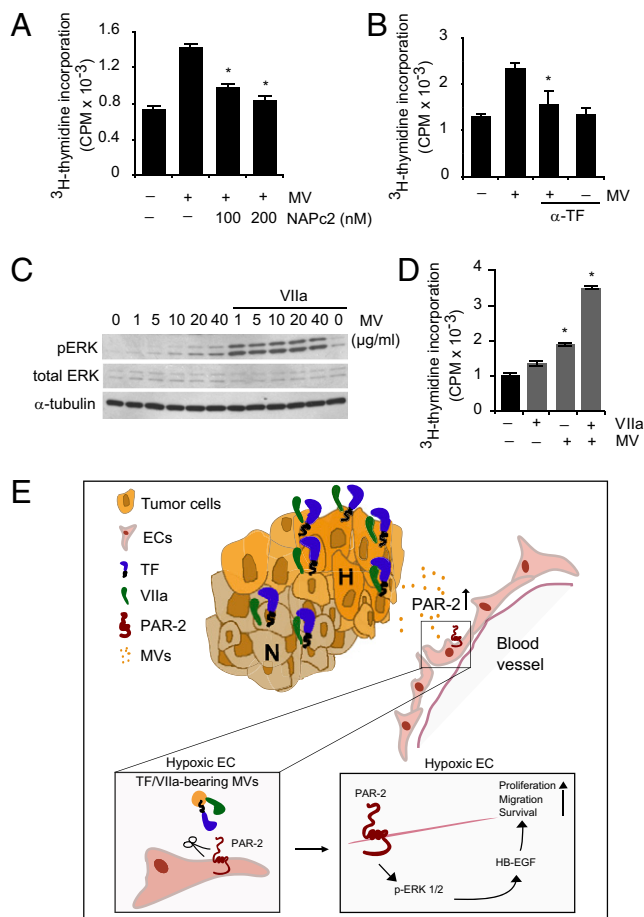 A
³H-thymidine incorporation
(CPM x 10⁻³)
1.6
1.2
0.8
0.4
0
*
*
– + + + MV
– – 100 200 NAPc2 (nM)
B
³H-thymidine incorporation
(CPM x 10⁻³)
3
2
1
0
*
– + + – MV
α-TF
C
VIIa
0 1 5 10 20 40 1 5 10 20 40 0 MV
(µg/ml)
pERK
total ERK
α-tubulin
D
³H-thymidine incorporation
(CPM x 10⁻³)
4
3
2
1
0
*
*
– + – + VIIa
– – + + MV
E
Tumor cells
ECs
TF
VIIa
PAR-2
MVs
H
N
PAR-2
Blood
vessel
Hypoxic EC
TF/VIIa-bearing MVs
PAR-2
Hypoxic EC
PAR-2
p-ERK 1/2
HB-EGF
Proliferation
Migration
Survival